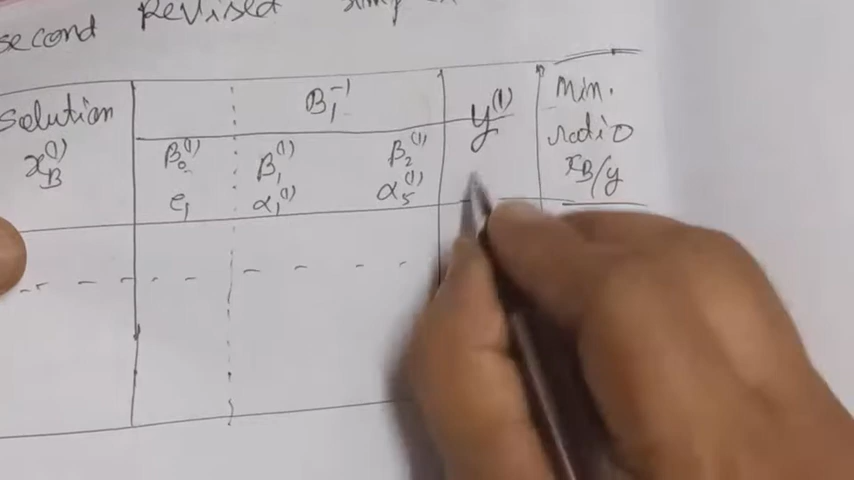 second Revised
Solution
x_B^(1)
B_1^-1
β_0^(1)
e_1
β_1^(1)
α_1^(1)
β_2^(1)
α_5^(1)
y^(1)
Min.
radio
x_B/y